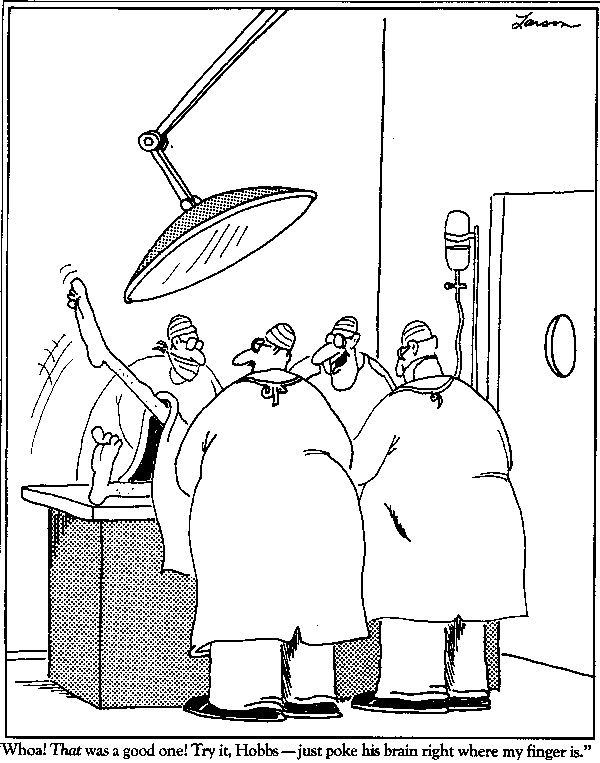 Larson
"Whoa! That was a good one! Try it, Hobbs—just poke his brain right where my finger is."